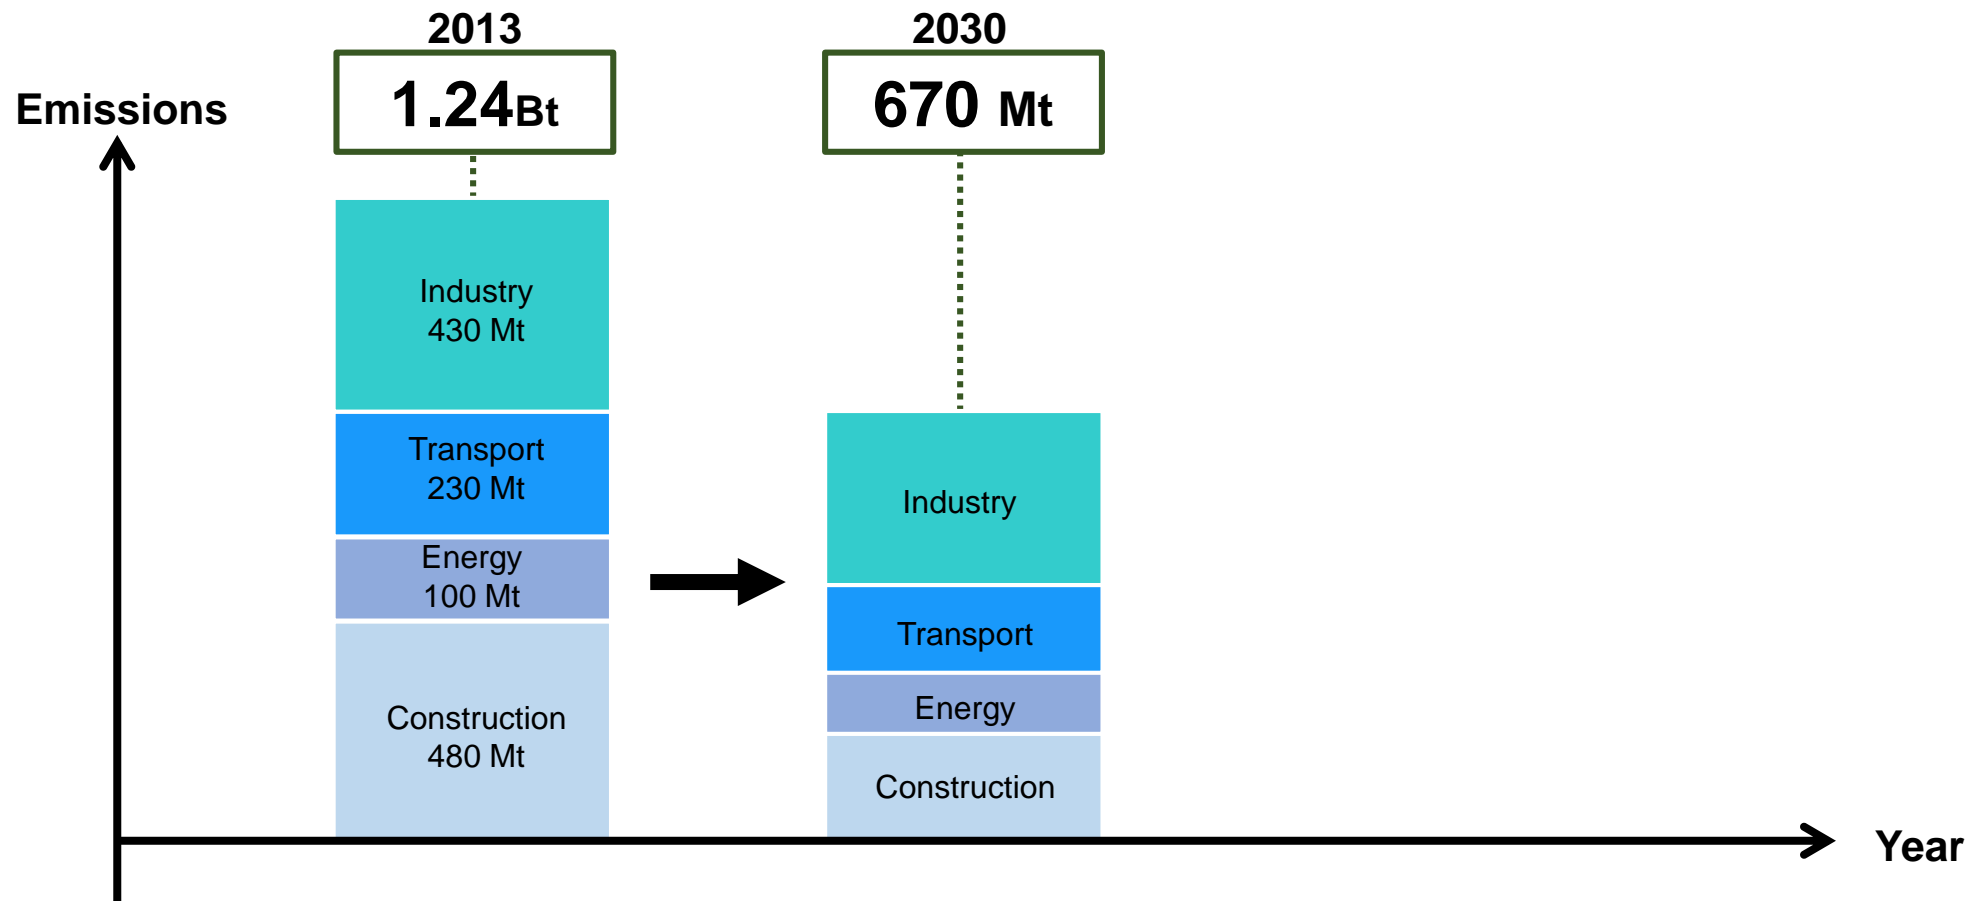 2013
2030
1.24Bt
670 Mt
Emissions
Industry
430 Mt
Transport
230 Mt
Energy
100 Mt
Construction
480 Mt
Industry
Transport
Energy
Construction
Year